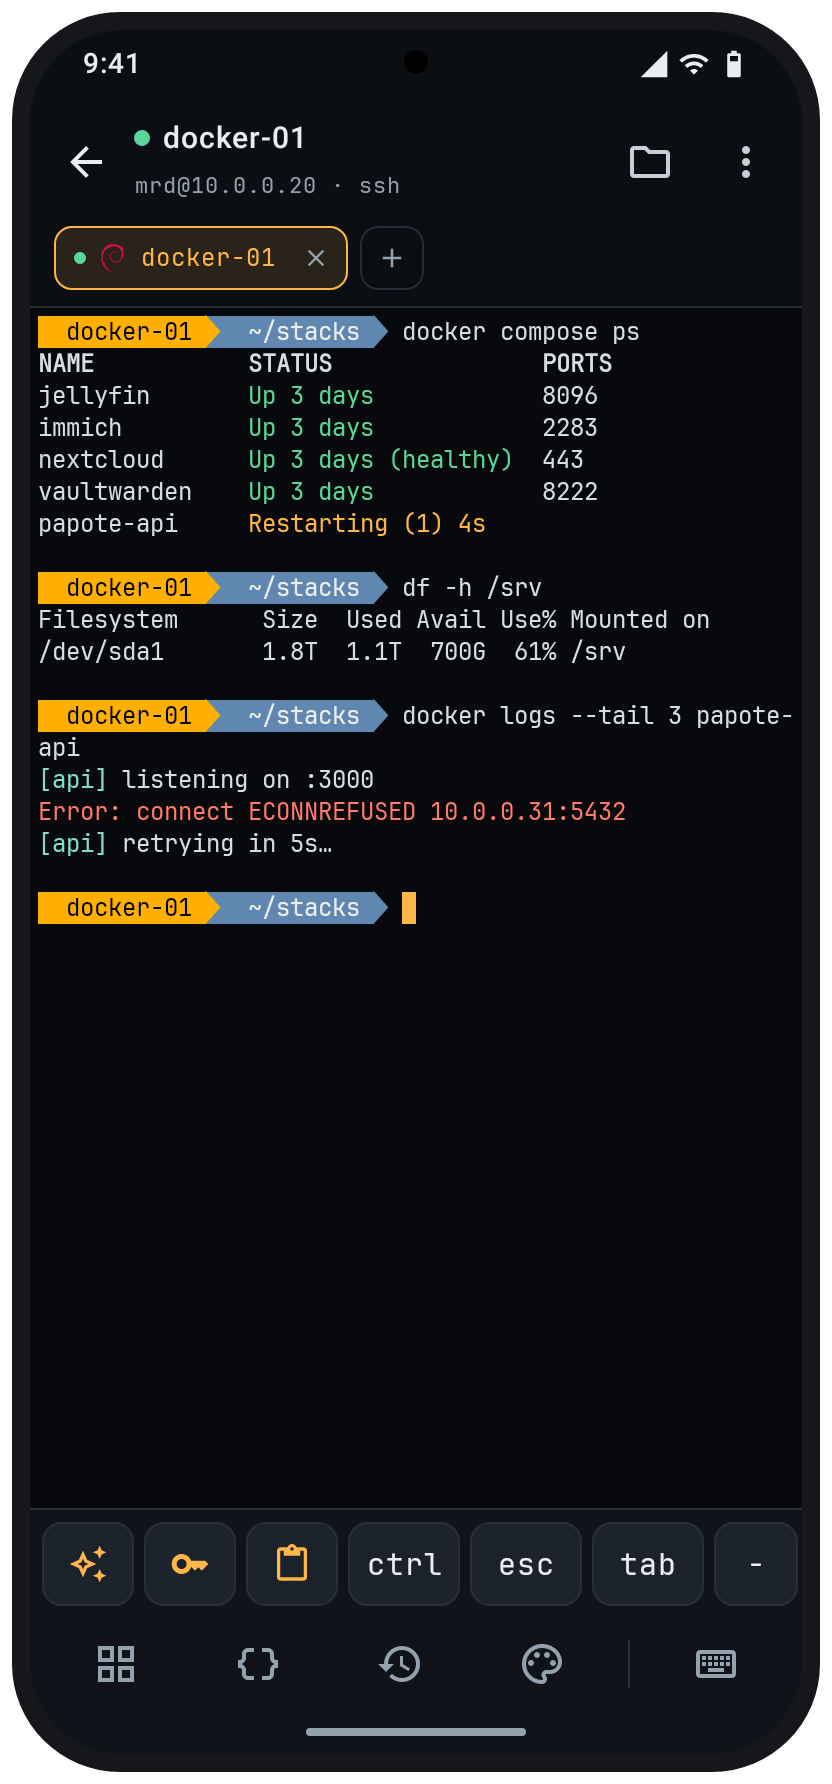 9:41
docker-01
mrd@10.0.0.20 · ssh
docker-01
docker-01 ~/stacks docker compose ps
NAME STATUS PORTS
jellyfin Up 3 days 8096
immich Up 3 days 2283
nextcloud Up 3 days (healthy) 443
vaultwarden Up 3 days 8222
papote-api Restarting (1) 4s
docker-01 ~/stacks df -h /srv
Filesystem Size Used Avail Use% Mounted on
/dev/sda1 1.8T 1.1T 700G 61% /srv
docker-01 ~/stacks docker logs --tail 3 papote-
api
[api] listening on :3000
Error: connect ECONNREFUSED 10.0.0.31:5432
[api] retrying in 5s…
docker-01 ~/stacks
ctrl esc tab -